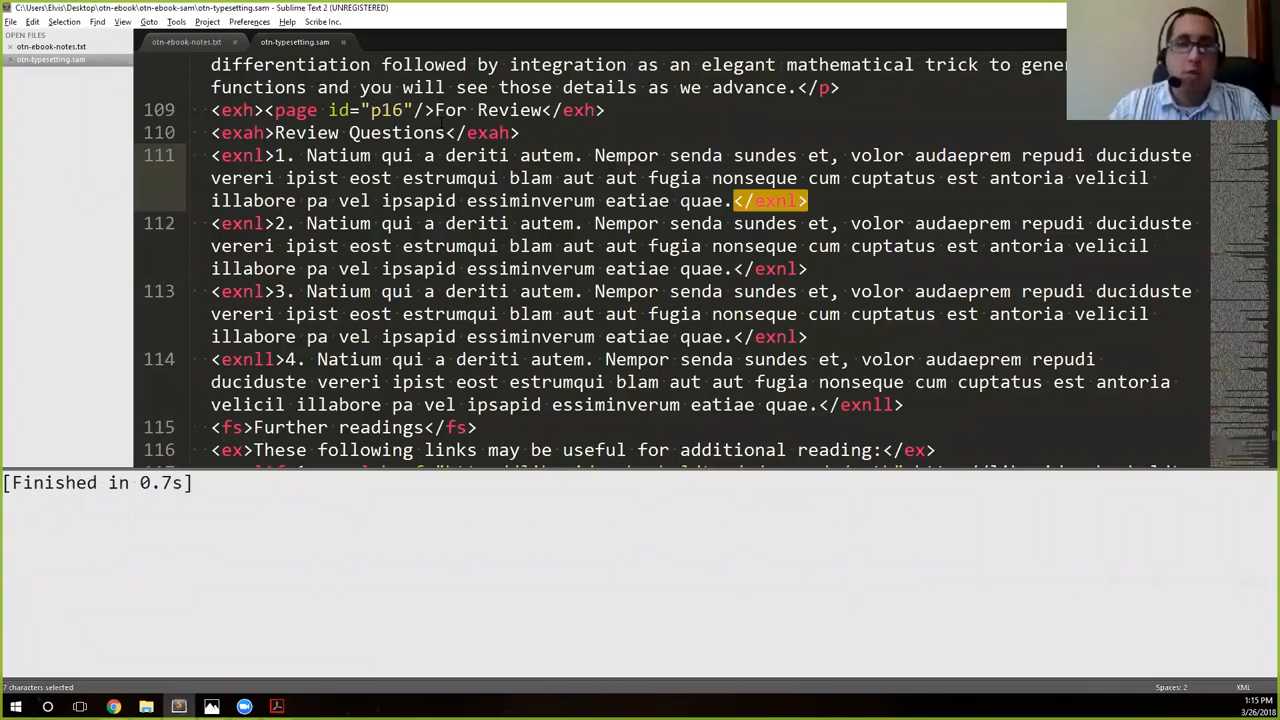 C:\Users\Elvis\Desktop\otn-ebook\otn-ebook-sam\otn-typesetting.sam - Sublime Text 2 (UNREGISTERED)
File Edit Selection Find View Goto Tools Project Preferences Help Scribe Inc.
OPEN FILES
× otn-ebook-notes.txt
× otn-typesetting.sam
otn-ebook-notes.txt × otn-typesetting.sam ×
differentiation followed by integration as an elegant mathematical trick to
functions and you will see those details as we advance.</p>
109 <exh><page id="p16"/>For Review</exh>
110 <exah>Review Questions</exah>
111 <exnl>1. Natium qui a deriti autem. Nempor senda sundes et, volor audaeprem repudi duciduste
vereri ipist eost estrumqui blam aut aut fugia nonseque cum cuptatus est antoria velicil
illabore pa vel ipsapid essiminverum eatiae quae.</exnl>
112 <exnl>2. Natium qui a deriti autem. Nempor senda sundes et, volor audaeprem repudi duciduste
vereri ipist eost estrumqui blam aut aut fugia nonseque cum cuptatus est antoria velicil
illabore pa vel ipsapid essiminverum eatiae quae.</exnl>
113 <exnl>3. Natium qui a deriti autem. Nempor senda sundes et, volor audaeprem repudi duciduste
vereri ipist eost estrumqui blam aut aut fugia nonseque cum cuptatus est antoria velicil
illabore pa vel ipsapid essiminverum eatiae quae.</exnl>
114 <exnll>4. Natium qui a deriti autem. Nempor senda sundes et, volor audaeprem repudi
duciduste vereri ipist eost estrumqui blam aut aut fugia nonseque cum cuptatus est antoria
velicil illabore pa vel ipsapid essiminverum eatiae quae.</exnll>
115 <fs>Further readings</fs>
116 <ex>These following links may be useful for additional reading:</ex>
[Finished in 0.7s]
7 characters selected
Spaces: 2
XML
1:15 PM
3/26/2018